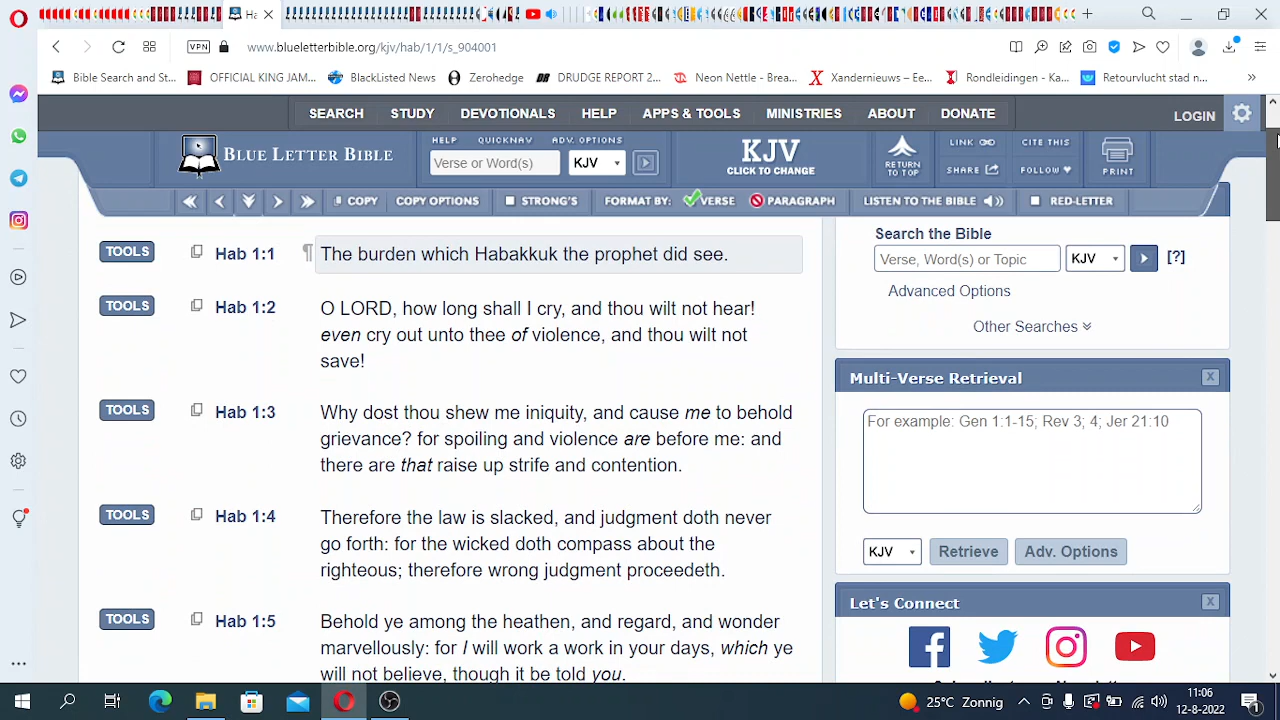 Ha
VPN
www.blueletterbible.org/kjv/hab/1/1/s_904001
Bible Search and St...
OFFICIAL KING JAM...
BlackListed News
Zerohedge
DRUDGE REPORT 2...
Neon Nettle - Brea...
Xandernieuws – Ee...
Rondleidingen - Ka...
Retourvlucht stad n...
SEARCH STUDY DEVOTIONALS HELP APPS & TOOLS MINISTRIES ABOUT DONATE
LOGIN
BLUE LETTER BIBLE
HELP QUICKNAV ADV. OPTIONS
Verse or Word(s)
KJV
KJV
CLICK TO CHANGE
RETURN
TO TOP
LINK
CITE THIS
SHARE
FOLLOW
PRINT
COPY
COPY OPTIONS
STRONG'S
FORMAT BY:
VERSE
PARAGRAPH
LISTEN TO THE BIBLE
RED-LETTER
TOOLS Hab 1:1 ¶ The burden which Habakkuk the prophet did see.
TOOLS Hab 1:2 O LORD, how long shall I cry, and thou wilt not hear!
even cry out unto thee of violence, and thou wilt not
save!
TOOLS Hab 1:3 Why dost thou shew me iniquity, and cause me to behold
grievance? for spoiling and violence are before me: and
there are that raise up strife and contention.
TOOLS Hab 1:4 Therefore the law is slacked, and judgment doth never
go forth: for the wicked doth compass about the
righteous; therefore wrong judgment proceedeth.
TOOLS Hab 1:5 Behold ye among the heathen, and regard, and wonder
marvellously: for I will work a work in your days, which ye
will not believe, though it be told you.
Search the Bible
Verse, Word(s) or Topic
KJV
[?]
Advanced Options
Other Searches
Multi-Verse Retrieval
X
For example: Gen 1:1-15; Rev 3; 4; Jer 21:10
KJV
Retrieve
Adv. Options
Let's Connect
X
25°C Zonnig
11:06
12-8-2022
1